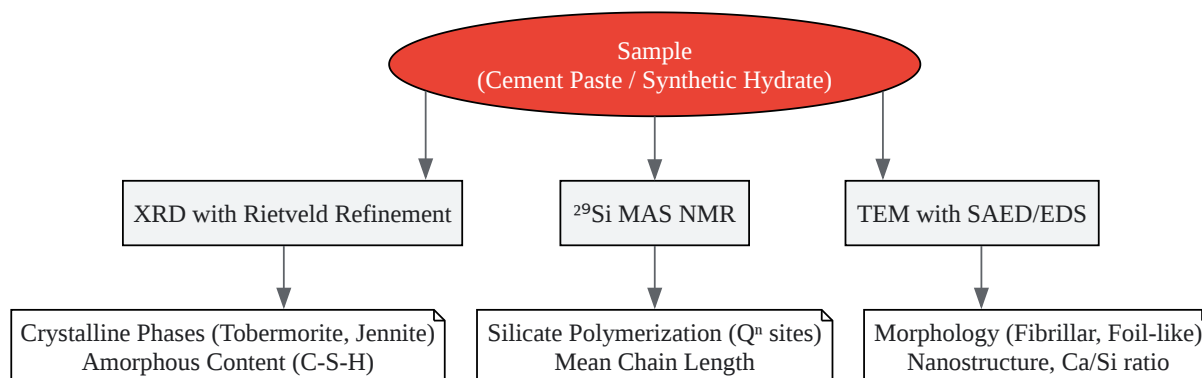 Sample
(Cement Paste / Synthetic Hydrate)
XRD with Rietveld Refinement
²⁹Si MAS NMR
TEM with SAED/EDS
Crystalline Phases (Tobermorite, Jennite)
Amorphous Content (C-S-H)
Silicate Polymerization (Qⁿ sites)
Mean Chain Length
Morphology (Fibrillar, Foil-like)
Nanostructure, Ca/Si ratio